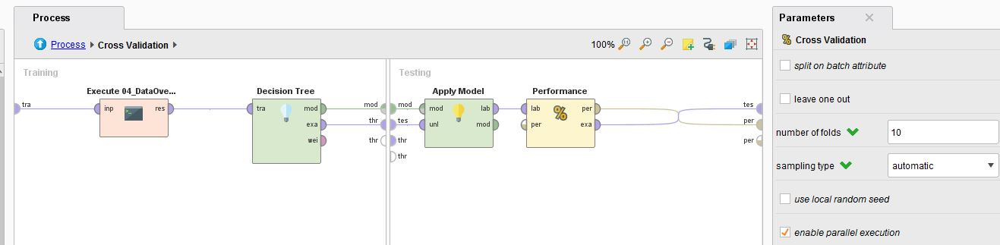 Process
Process Cross Validation
100%
Training
Testing
tra
Execute 04_DataOve...
inp res
Decision Tree
tra mod
exa
wei
mod
thr
thr
mod
tes
thr
thr
Apply Model
mod lab
unl mod
Performance
lab per
per exa
%
tes
per
per
Parameters
% Cross Validation
split on batch attribute
leave one out
number of folds 10
sampling type automatic
use local random seed
enable parallel execution